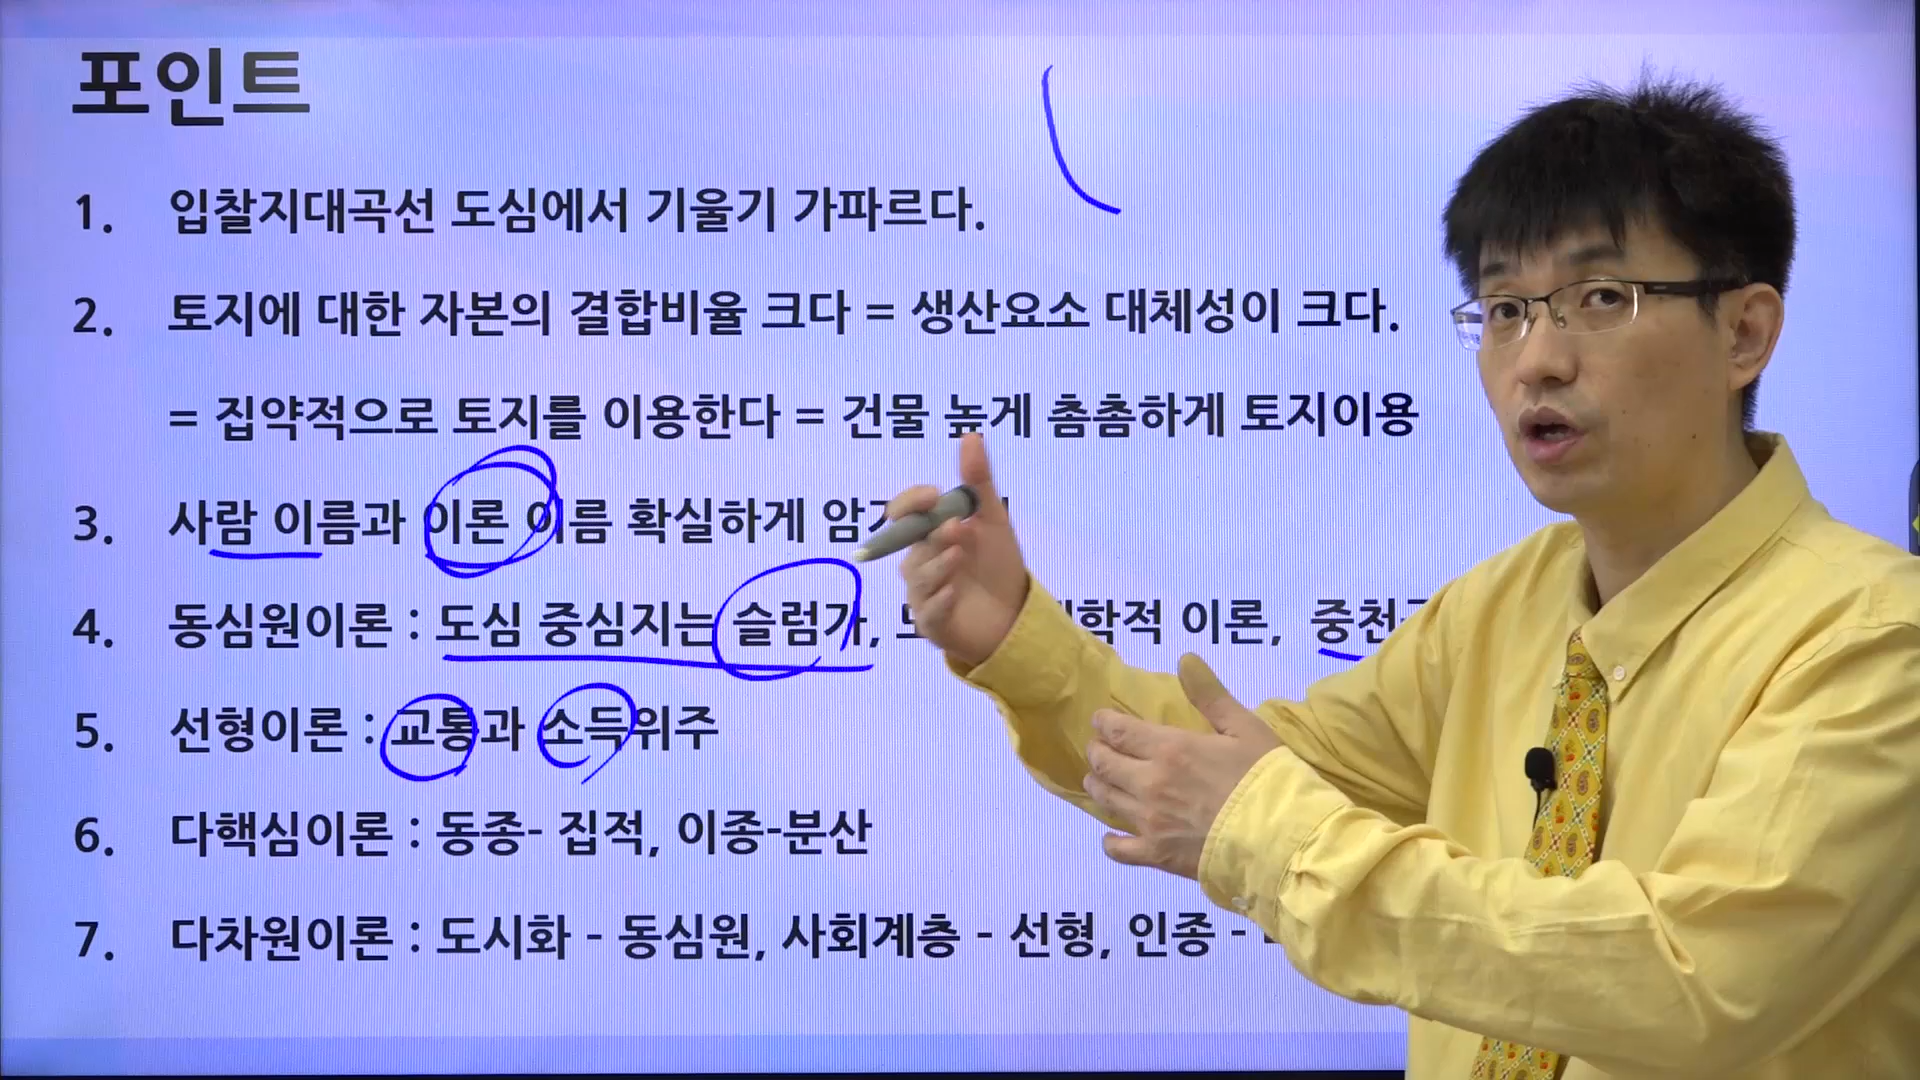 포인트
1. 입찰지대곡선 도심에서 기울기 가파르다.
2. 토지에 대한 자본의 결합비율 크다 = 생산요소 대체성이 크다.
= 집약적으로 토지를 이용한다 = 건물 높게 촘촘하게 토지이용
3. 사람 이름과 이론 이름 확실하게
4. 동심원이론 : 도심 중심지는 슬럼가, 이론,
5. 선형이론 : 교통과 소득위주
6. 다핵심이론 : 동종- 집적, 이종-분산
7. 다차원이론 : 도시화 - 동심원, 사회계층 - 선형, 인종 -